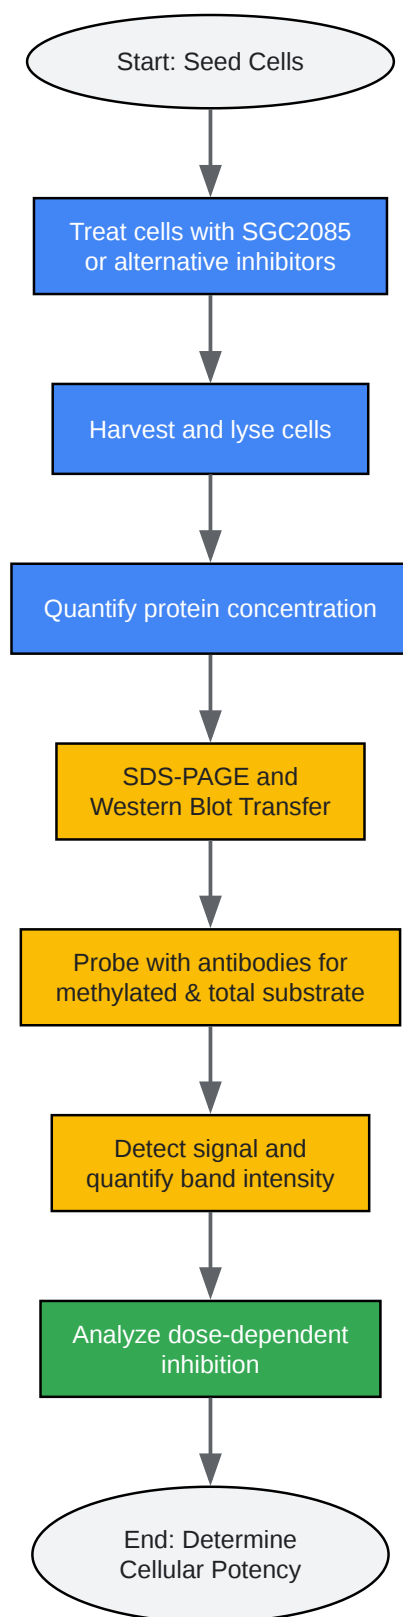 Start: Seed Cells
Treat cells with SGC2085
or alternative inhibitors
Harvest and lyse cells
Quantify protein concentration
SDS-PAGE and
Western Blot Transfer
Probe with antibodies for
methylated & total substrate
Detect signal and
quantify band intensity
Analyze dose-dependent
inhibition
End: Determine
Cellular Potency